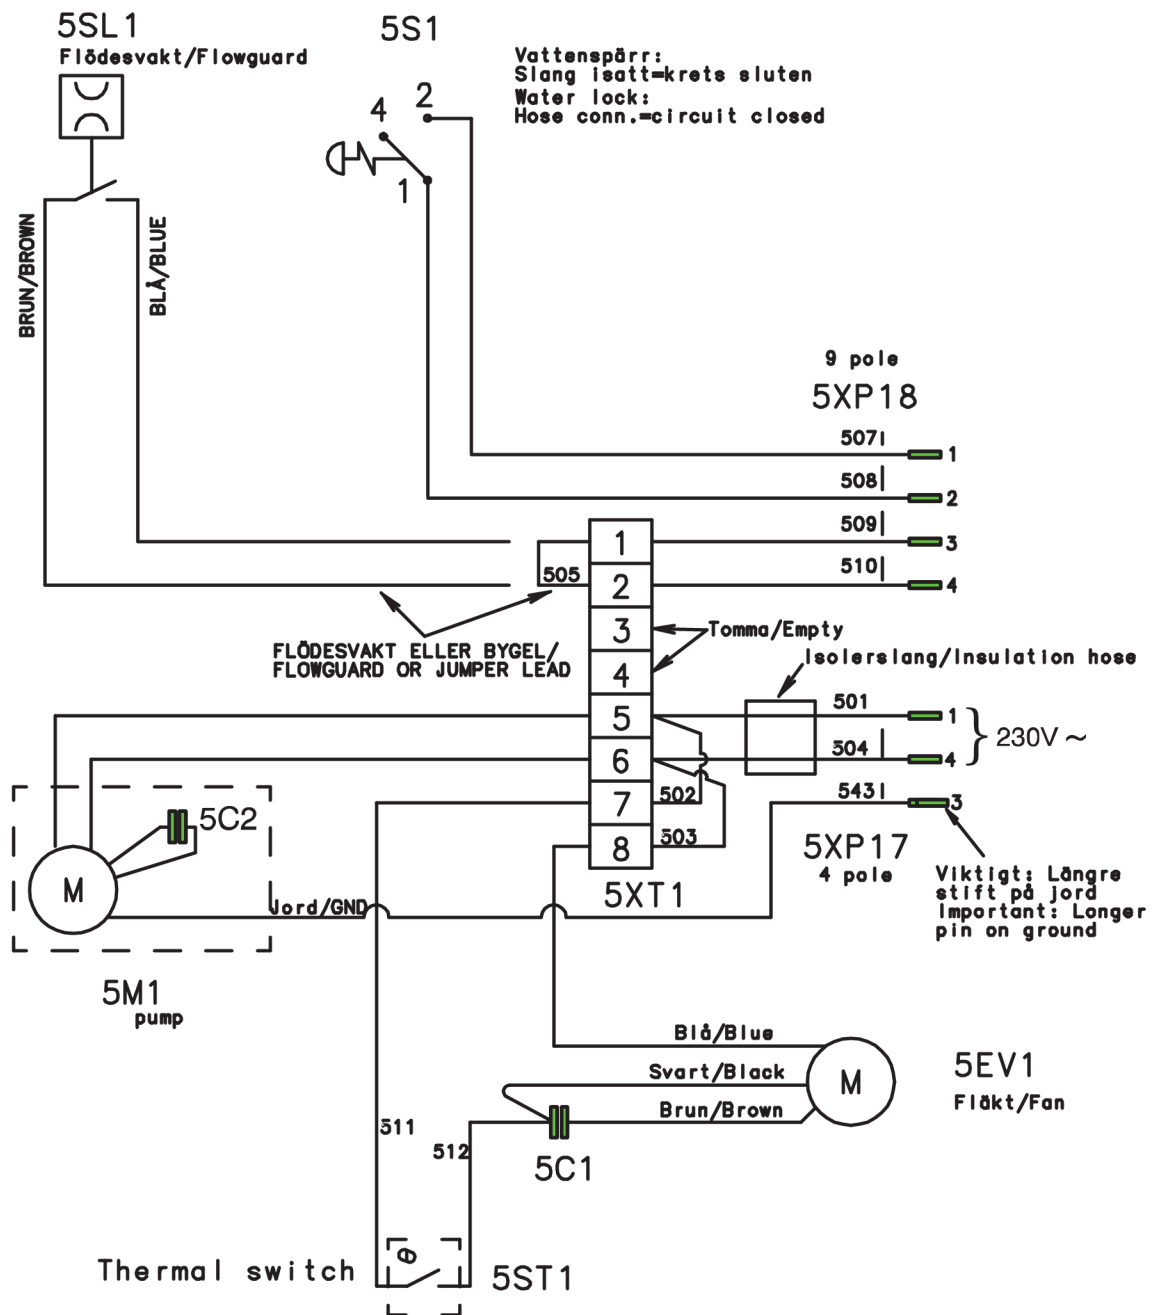 5SL1
Flödesvakt/Flowguard
5S1
Vattenspärr:
Slang isatt=krets sluten
Water lock:
Hose conn.=circuit closed
4
2
1
BRUN/BROWN
BLÅ/BLUE
9 pole
5XP18
507
1
508
2
509
3
510
4
1
2
3
4
5
6
7
8
505
FLÖDESVAKT ELLER BYGEL/
FLOWGUARD OR JUMPER LEAD
Tomma/Empty
Isolerslang/Insulation hose
501
1
504
4
230V ~
502
503
543
3
5XP17
4 pole
5XT1
Viktigt: Längre
stift på jord
Important: Longer
pin on ground
5C2
M
Jord/GND
5M1
pump
Blå/Blue
Svart/Black
Brun/Brown
M
5EV1
Fläkt/Fan
511
512
5C1
θ
Thermal switch
5ST1